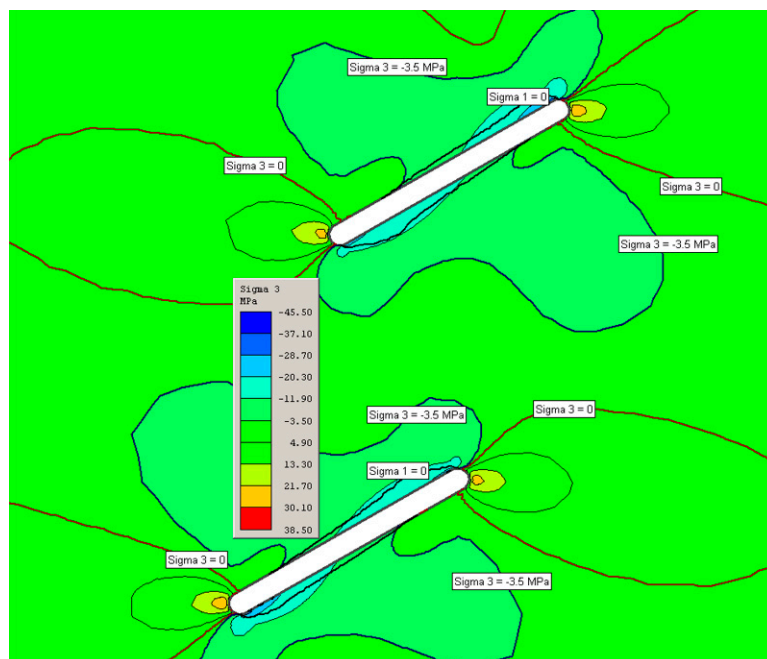 Sigma 3 = -3.5 MPa
Sigma 1 = 0
Sigma 3 = 0
Sigma 3 = 0
Sigma 3 = -3.5 MPa
Sigma 3
MPa
-45.50
-37.10
-28.70
-20.30
-11.90
-3.50
4.90
13.30
21.70
30.10
38.50
Sigma 3 = -3.5 MPa
Sigma 3 = 0
Sigma 1 = 0
Sigma 3 = 0
Sigma 3 = -3.5 MPa